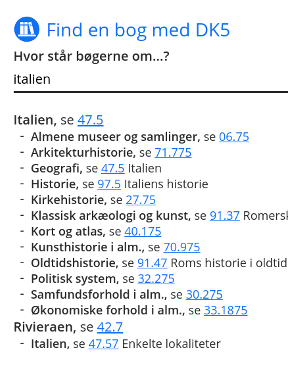 Find en bog med DK5
Hvor står bøgerne om...?
italien
Italien, se 47.5
- Almene museer og samlinger, se 06.75
- Arkitekturhistorie, se 71.775
- Geografi, se 47.5 Italien
- Historie, se 97.5 Italiens historie
- Kirkehistorie, se 27.75
- Klassisk arkæologi og kunst, se 91.37 Romersk
- Kort og atlas, se 40.175
- Kunsthistorie i alm., se 70.975
- Oldtidshistorie, se 91.47 Roms historie i oldtid
- Politisk system, se 32.275
- Samfundsforhold i alm., se 30.275
- Økonomiske forhold i alm., se 33.1875
Rivieraen, se 42.7
- Italien, se 47.57 Enkelte lokaliteter